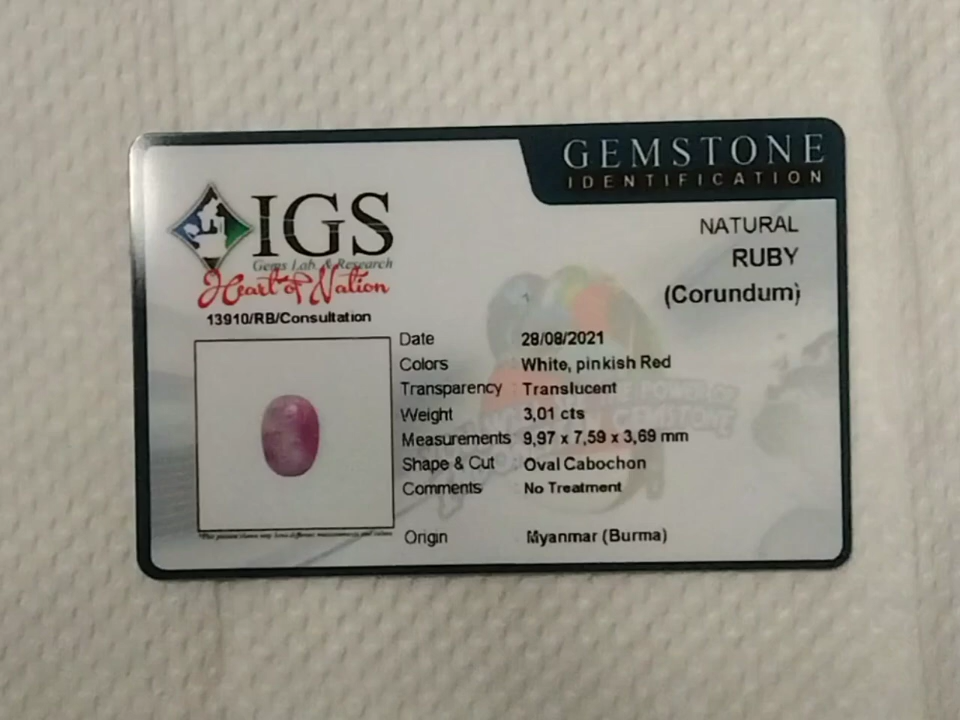 GEMSTONE
IDENTIFICATION
IGS
Gems Lab & Research
Heart of Nation
13910/RB/Consultation
NATURAL
RUBY
(Corundum)
Date 28/08/2021
Colors White, pinkish Red
Transparency Translucent
Weight 3,01 cts
Measurements 9,97 x 7,59 x 3,69 mm
Shape & Cut Oval Cabochon
Comments No Treatment
Origin Myanmar (Burma)